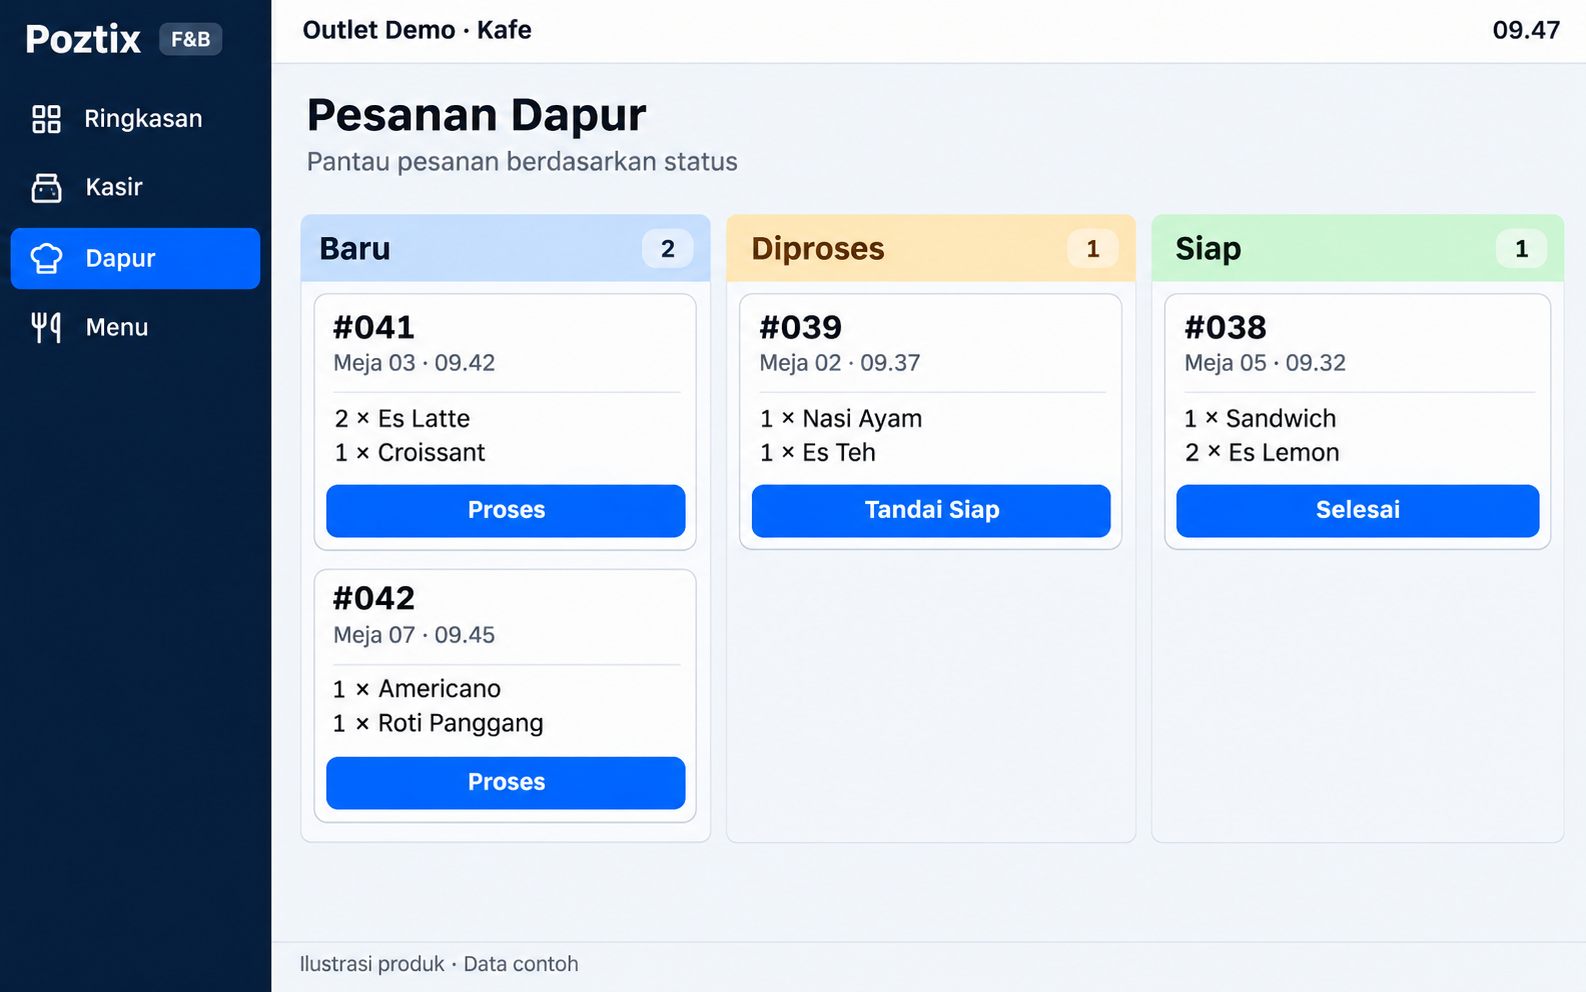 Poztix F&B
Ringkasan
Kasir
Dapur
Menu
Outlet Demo · Kafe
09.47
Pesanan Dapur
Pantau pesanan berdasarkan status
Baru 2
#041
Meja 03 · 09.42
2 × Es Latte
1 × Croissant
Proses
#042
Meja 07 · 09.45
1 × Americano
1 × Roti Panggang
Proses
Diproses 1
#039
Meja 02 · 09.37
1 × Nasi Ayam
1 × Es Teh
Tandai Siap
Siap 1
#038
Meja 05 · 09.32
1 × Sandwich
2 × Es Lemon
Selesai
Ilustrasi produk · Data contoh